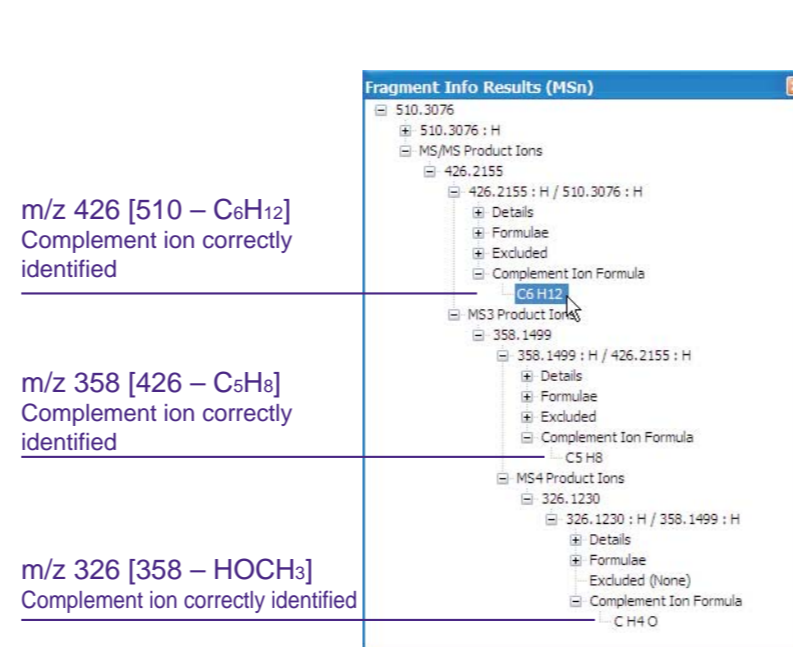 Fragment Info Results (MSn)
510.3076
510.3076 : H
MS/MS Product Ions
426.2155
426.2155 : H / 510.3076 : H
Details
Formulae
Excluded
Complement Ion Formula
C6 H12
MS3 Product Ions
358.1499
358.1499 : H / 426.2155 : H
Details
Formulae
Excluded
Complement Ion Formula
C5 H8
MS4 Product Ions
326.1230
326.1230 : H / 358.1499 : H
Details
Formulae
Excluded (None)
Complement Ion Formula
C H4 O
m/z 426 [510 – C6H12]
Complement ion correctly
identified
m/z 358 [426 – C5H8]
Complement ion correctly
identified
m/z 326 [358 – HOCH3]
Complement ion correctly identified